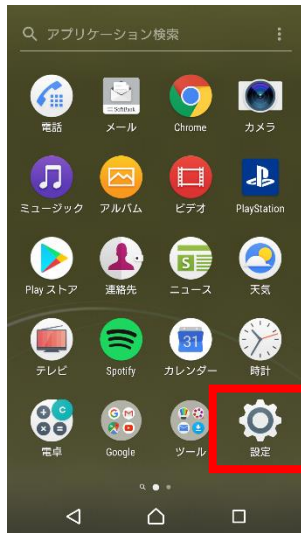 アプリケーション検索
電話
メール
Chrome
カメラ
ミュージック
アルバム
ビデオ
PlayStation
Play ストア
連絡先
ニュース
天気
テレビ
Spotify
カレンダー
時計
電卓
Google
ツール
設定
SoftBank
S
31
G M
C